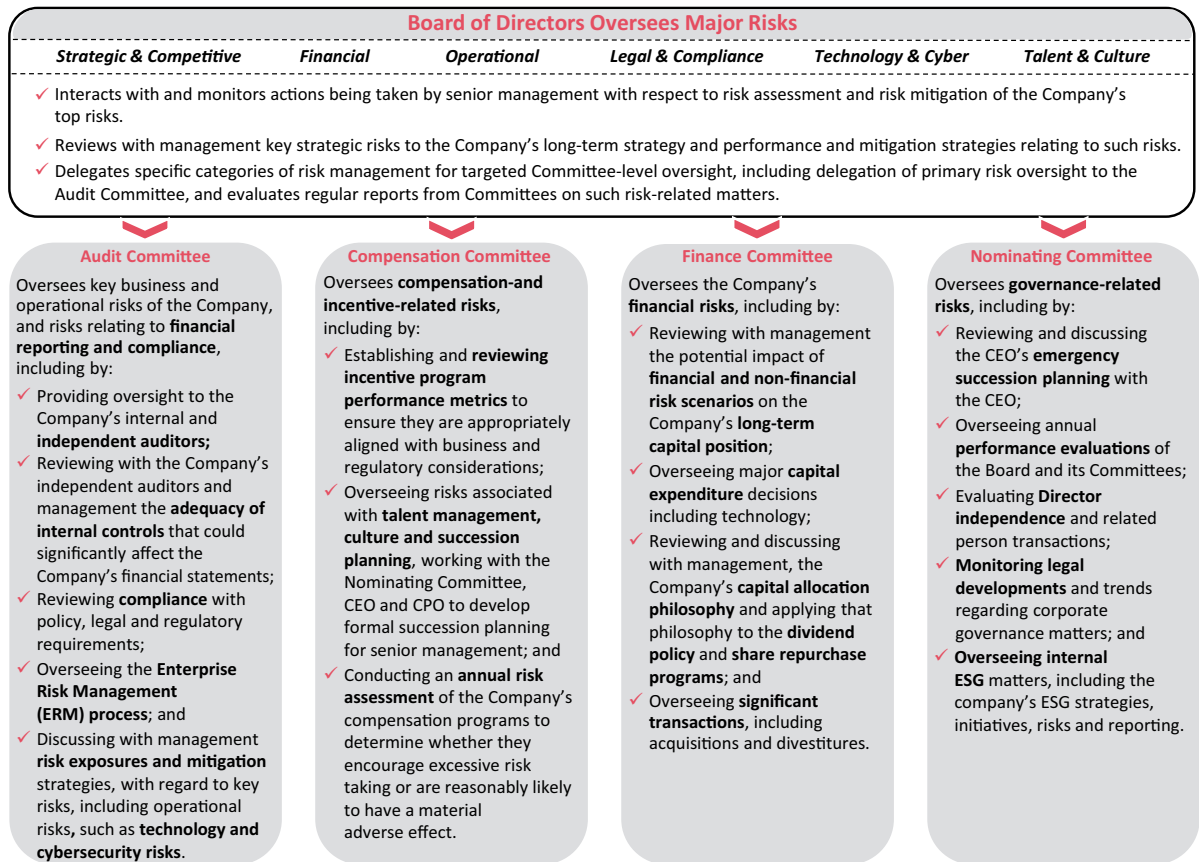 Board of Directors Oversees Major Risks
Strategic & Competitive Financial Operational Legal & Compliance Technology & Cyber Talent & Culture
✓ Interacts with and monitors actions being taken by senior management with respect to risk assessment and risk mitigation of the Company's
top risks.
✓ Reviews with management key strategic risks to the Company's long-term strategy and performance and mitigation strategies relating to such risks.
✓ Delegates specific categories of risk management for targeted Committee-level oversight, including delegation of primary risk oversight to the
Audit Committee, and evaluates regular reports from Committees on such risk-related matters.
Audit Committee
Oversees key business and
operational risks of the Company,
and risks relating to financial
reporting and compliance,
including by:
✓ Providing oversight to the
Company's internal and
independent auditors;
✓ Reviewing with the Company's
independent auditors and
management the adequacy of
internal controls that could
significantly affect the
Company's financial statements;
✓ Reviewing compliance with
policy, legal and regulatory
requirements;
✓ Overseeing the Enterprise
Risk Management
(ERM) process; and
✓ Discussing with management
risk exposures and mitigation
strategies, with regard to key
risks, including operational
risks, such as technology and
cybersecurity risks.
Compensation Committee
Oversees compensation-and
incentive-related risks,
including by:
✓ Establishing and reviewing
incentive program
performance metrics to
ensure they are appropriately
aligned with business and
regulatory considerations;
✓ Overseeing risks associated
with talent management,
culture and succession
planning, working with the
Nominating Committee,
CEO and CPO to develop
formal succession planning
for senior management; and
✓ Conducting an annual risk
assessment of the Company's
compensation programs to
determine whether they
encourage excessive risk
taking or are reasonably likely
to have a material
adverse effect.
Finance Committee
Oversees the Company's
financial risks, including by:
✓ Reviewing with management
the potential impact of
financial and non-financial
risk scenarios on the
Company's long-term
capital position;
✓ Overseeing major capital
expenditure decisions
including technology;
✓ Reviewing and discussing
with management, the
Company's capital allocation
philosophy and applying that
philosophy to the dividend
policy and share repurchase
programs; and
✓ Overseeing significant
transactions, including
acquisitions and divestitures.
Nominating Committee
Oversees governance-related
risks, including by:
✓ Reviewing and discussing
the CEO's emergency
succession planning with
the CEO;
✓ Overseeing annual
performance evaluations of
the Board and its Committees;
✓ Evaluating Director
independence and related
person transactions;
✓ Monitoring legal
developments and trends
regarding corporate
governance matters; and
✓ Overseeing internal
ESG matters, including the
company's ESG strategies,
initiatives, risks and reporting.